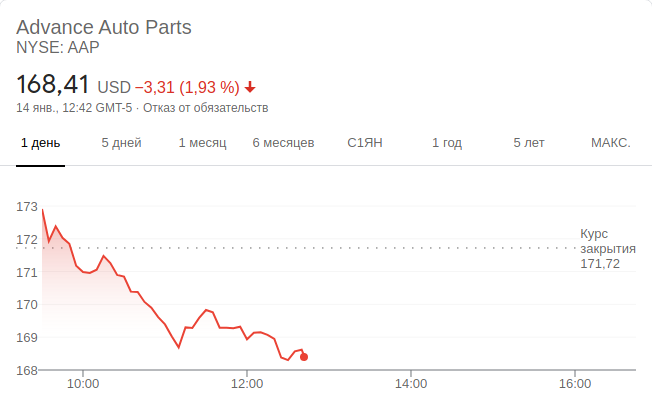 Advance Auto Parts
NYSE: AAP
168,41 USD −3,31 (1,93 %)
14 янв., 12:42 GMT-5 · Отказ от обязательств
1 день 5 дней 1 месяц 6 месяцев С1ЯН 1 год 5 лет МАКС.
173
172
171
170
169
168
Курс
закрытия
171,72
10:00 12:00 14:00 16:00